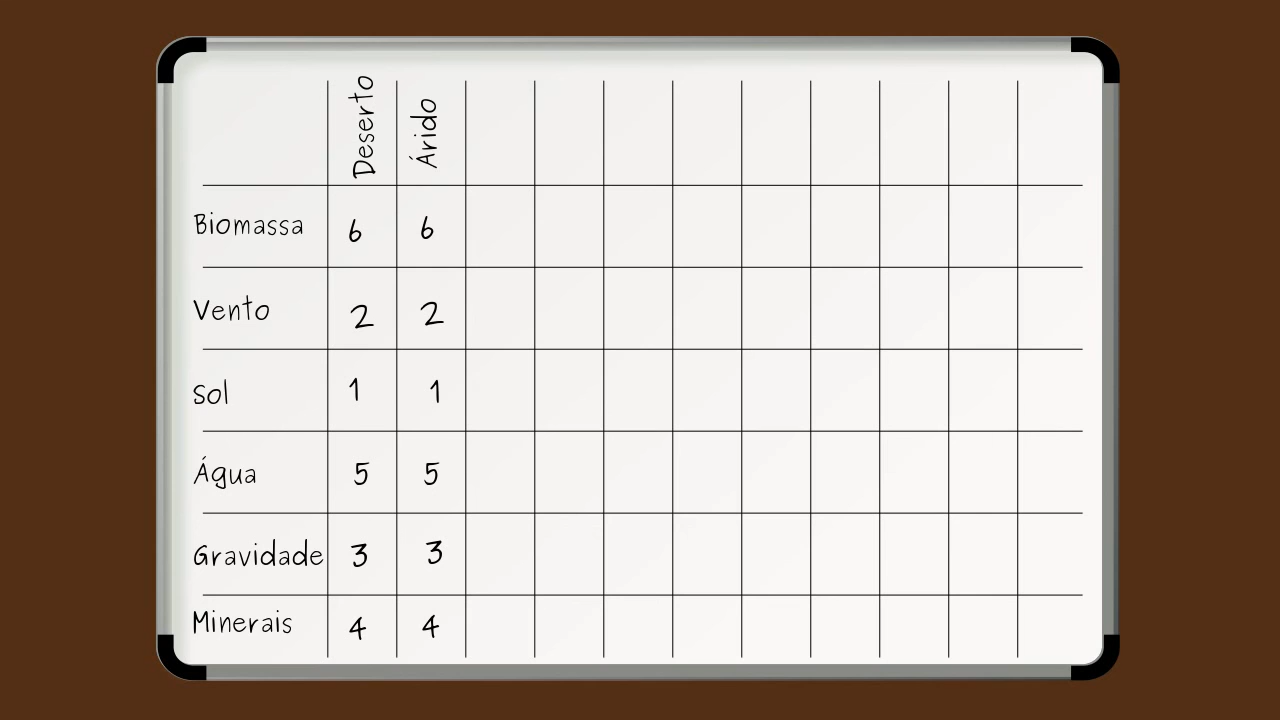 Deserto Árido
Biomassa 6 6
Vento 2 2
Sol 1 1
Água 5 5
Gravidade 3 3
Minerais 4 4